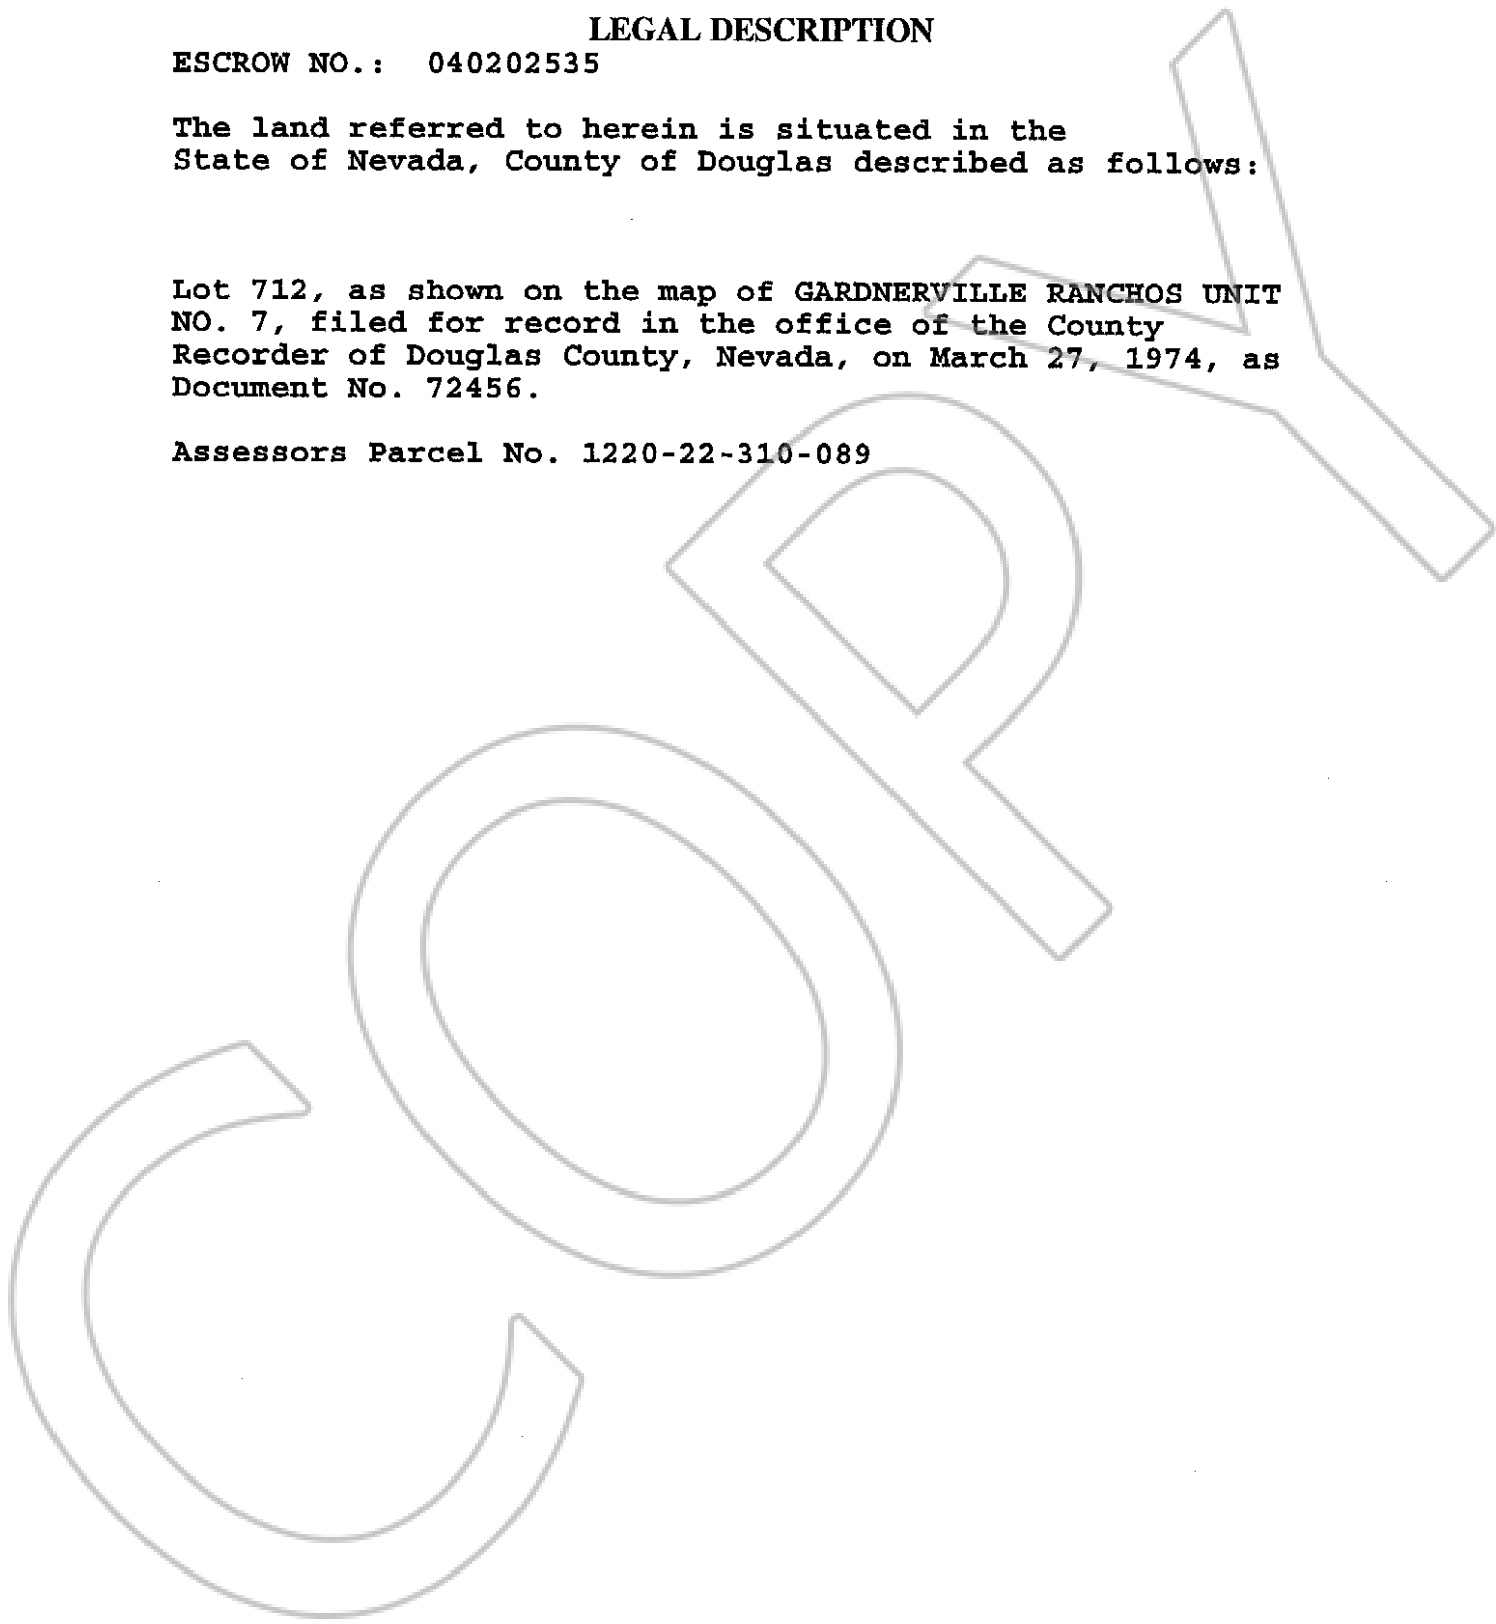 LEGAL DESCRIPTION
ESCROW NO.: 040202535
The land referred to herein is situated in the
State of Nevada, County of Douglas described as follows:
Lot 712, as shown on the map of GARDNERVILLE RANCHOS UNIT
NO. 7, filed for record in the office of the County
Recorder of Douglas County, Nevada, on March 27, 1974, as
Document No. 72456.
Assessors Parcel No. 1220-22-310-089
COPY